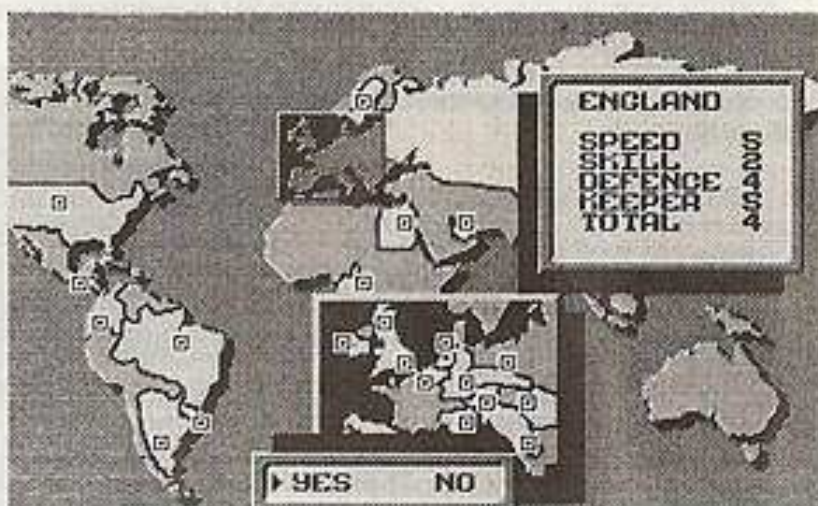 ENGLAND
SPEED 5
SKILL 2
DEFENCE 4
KEEPER 5
TOTAL 4
YES NO